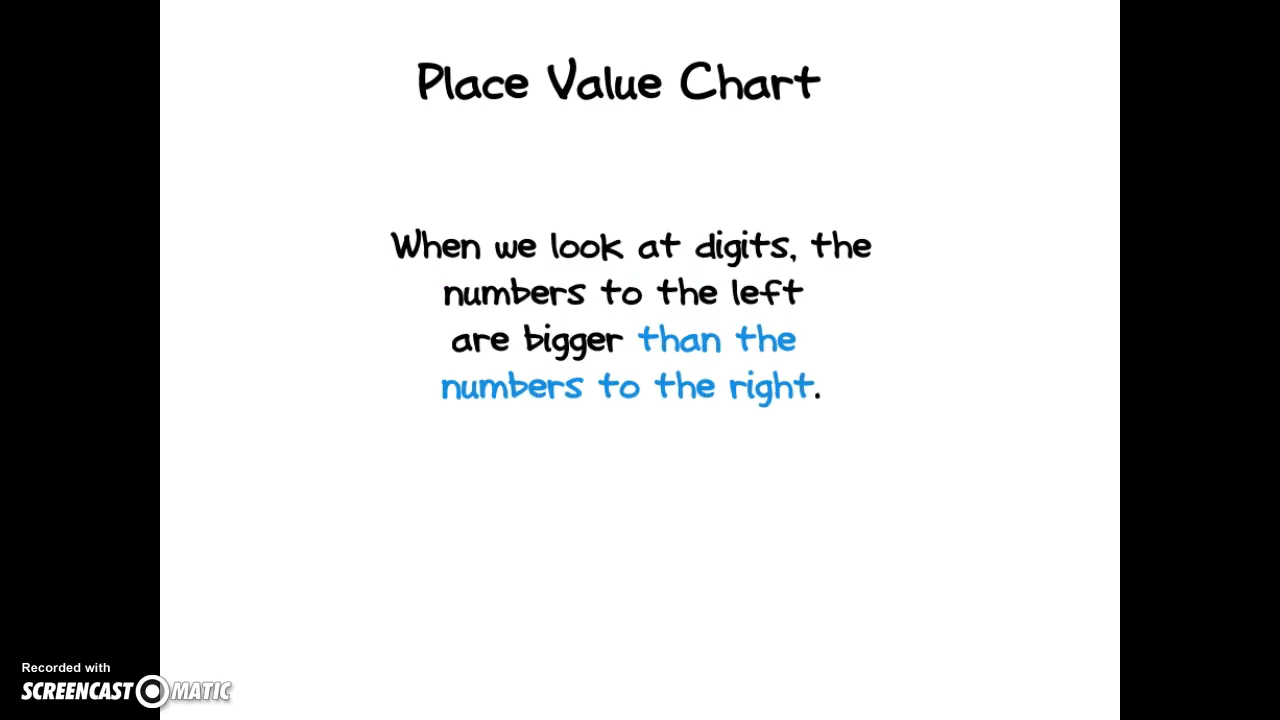 Place Value Chart
When we look at digits, the
numbers to the left
are bigger than the
numbers to the right.
Recorded with
SCREENCAST MATIC